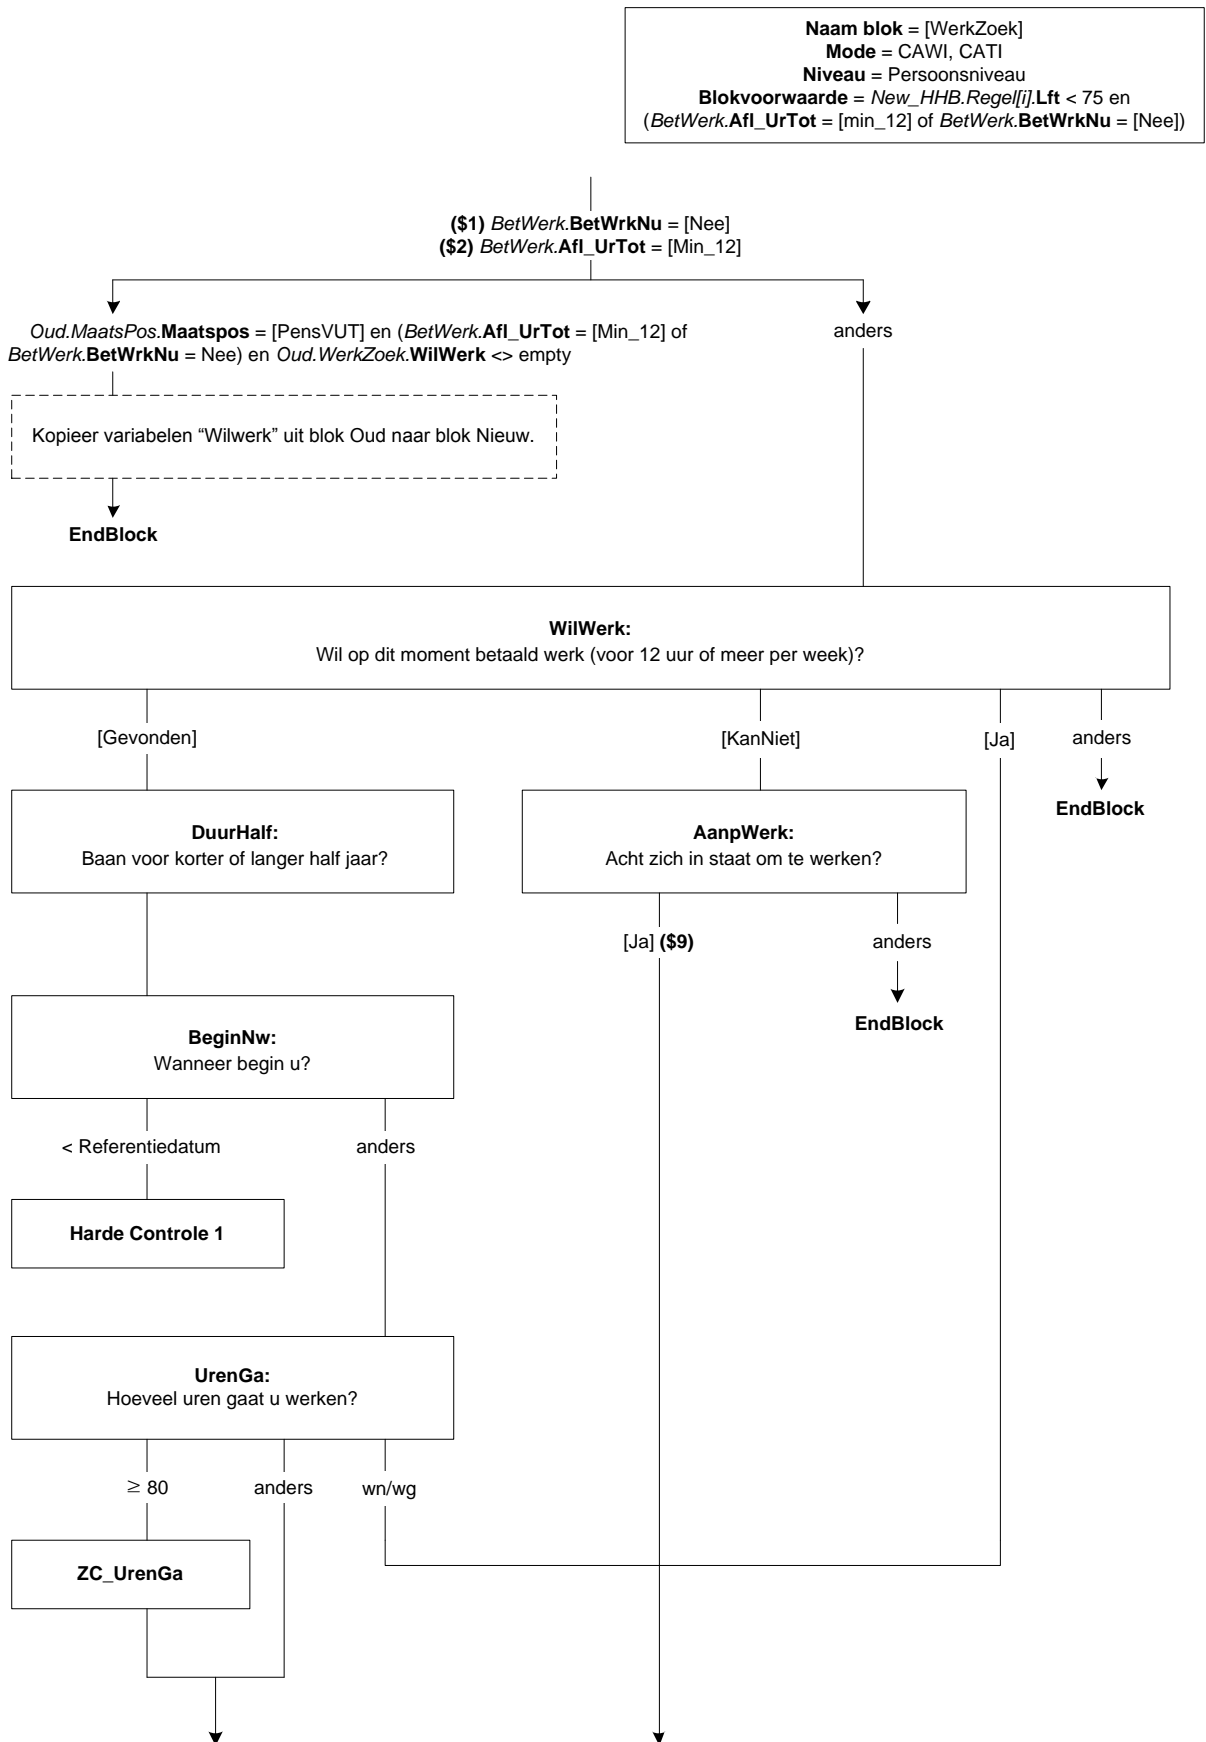 Naam blok = [WerkZoek]
Mode = CAWI, CATI
Niveau = Persoonsniveau
Blokvoorwaarde = New_HHB.Regel[i].Lft < 75 en
(BetWerk.Afl_UrTot = [min_12] of BetWerk.BetWrkNu = [Nee])
($1) BetWerk.BetWrkNu = [Nee]
($2) BetWerk.Afl_UrTot = [Min_12]
Oud.MaatsPos.Maatspos = [PensVUT] en (BetWerk.Afl_UrTot = [Min_12] of
BetWerk.BetWrkNu = Nee) en Oud.WerkZoek.WilWerk <> empty
anders
Kopieer variabelen “Wilwerk” uit blok Oud naar blok Nieuw.
EndBlock
WilWerk:
Wil op dit moment betaald werk (voor 12 uur of meer per week)?
[Gevonden]
[KanNiet]
[Ja]
anders
EndBlock
DuurHalf:
Baan voor korter of langer half jaar?
AanpWerk:
Acht zich in staat om te werken?
[Ja] ($9)
anders
EndBlock
BeginNw:
Wanneer begin u?
< Referentiedatum
anders
Harde Controle 1
UrenGa:
Hoeveel uren gaat u werken?
≥ 80
anders
wn/wg
ZC_UrenGa